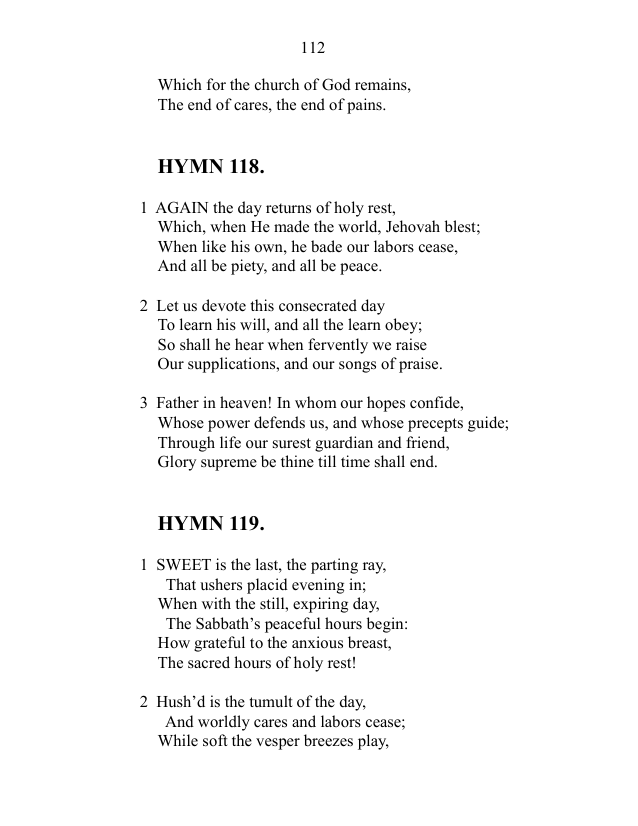 112
Which for the church of God remains,
The end of cares, the end of pains.
HYMN 118.
1 AGAIN the day returns of holy rest,
Which, when He made the world, Jehovah blest;
When like his own, he bade our labors cease,
And all be piety, and all be peace.
2 Let us devote this consecrated day
To learn his will, and all the learn obey;
So shall he hear when fervently we raise
Our supplications, and our songs of praise.
3 Father in heaven! In whom our hopes confide,
Whose power defends us, and whose precepts guide;
Through life our surest guardian and friend,
Glory supreme be thine till time shall end.
HYMN 119.
1 SWEET is the last, the parting ray,
That ushers placid evening in;
When with the still, expiring day,
The Sabbath’s peaceful hours begin:
How grateful to the anxious breast,
The sacred hours of holy rest!
2 Hush’d is the tumult of the day,
And worldly cares and labors cease;
While soft the vesper breezes play,